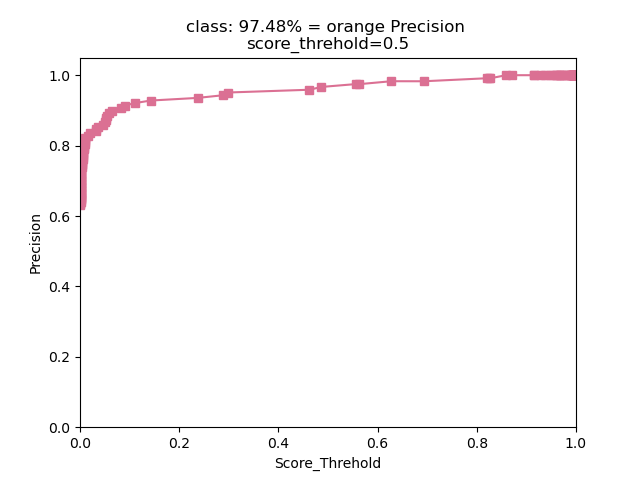 class: 97.48% = orange Precision
score_threhold=0.5
1.0
0.8
0.6
0.4
0.2
0.0
Precision
0.0 0.2 0.4 0.6 0.8 1.0
Score_Threhold